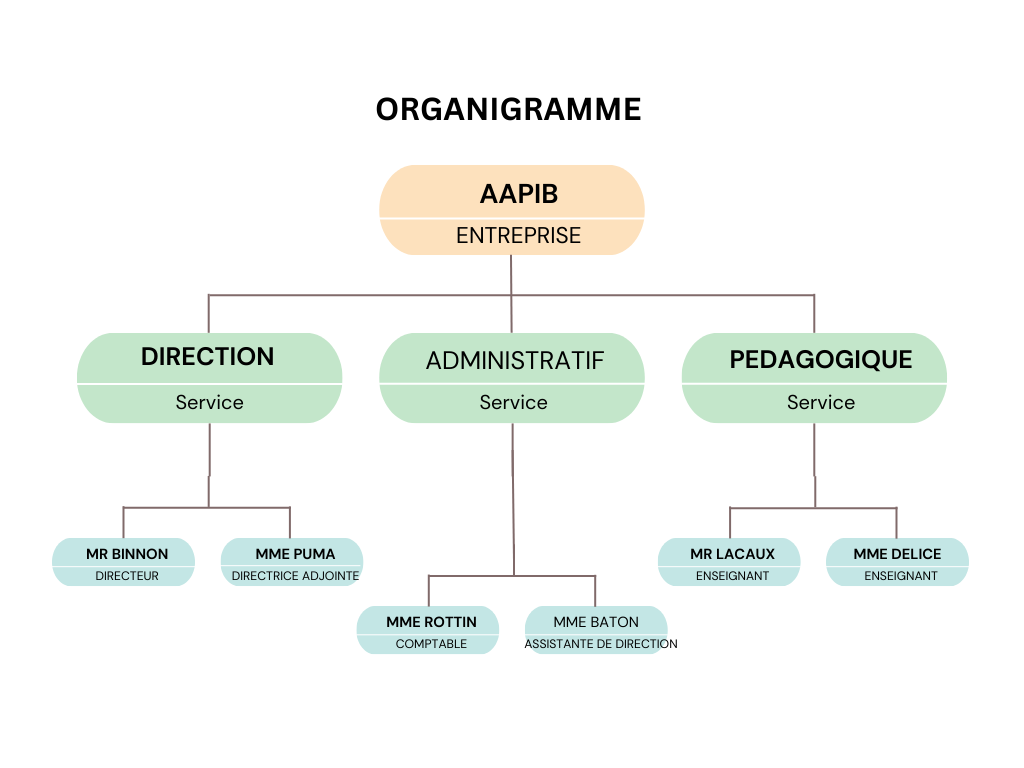 ORGANIGRAMME
AAPIB
ENTREPRISE
DIRECTION
Service
ADMINISTRATIF
Service
PEDAGOGIQUE
Service
MR BINNON
DIRECTEUR
MME PUMA
DIRECTRICE ADJOINTE
MME ROTTIN
COMPTABLE
MME BATON
ASSISTANTE DE DIRECTION
MR LACAUX
ENSEIGNANT
MME DELICE
ENSEIGNANT